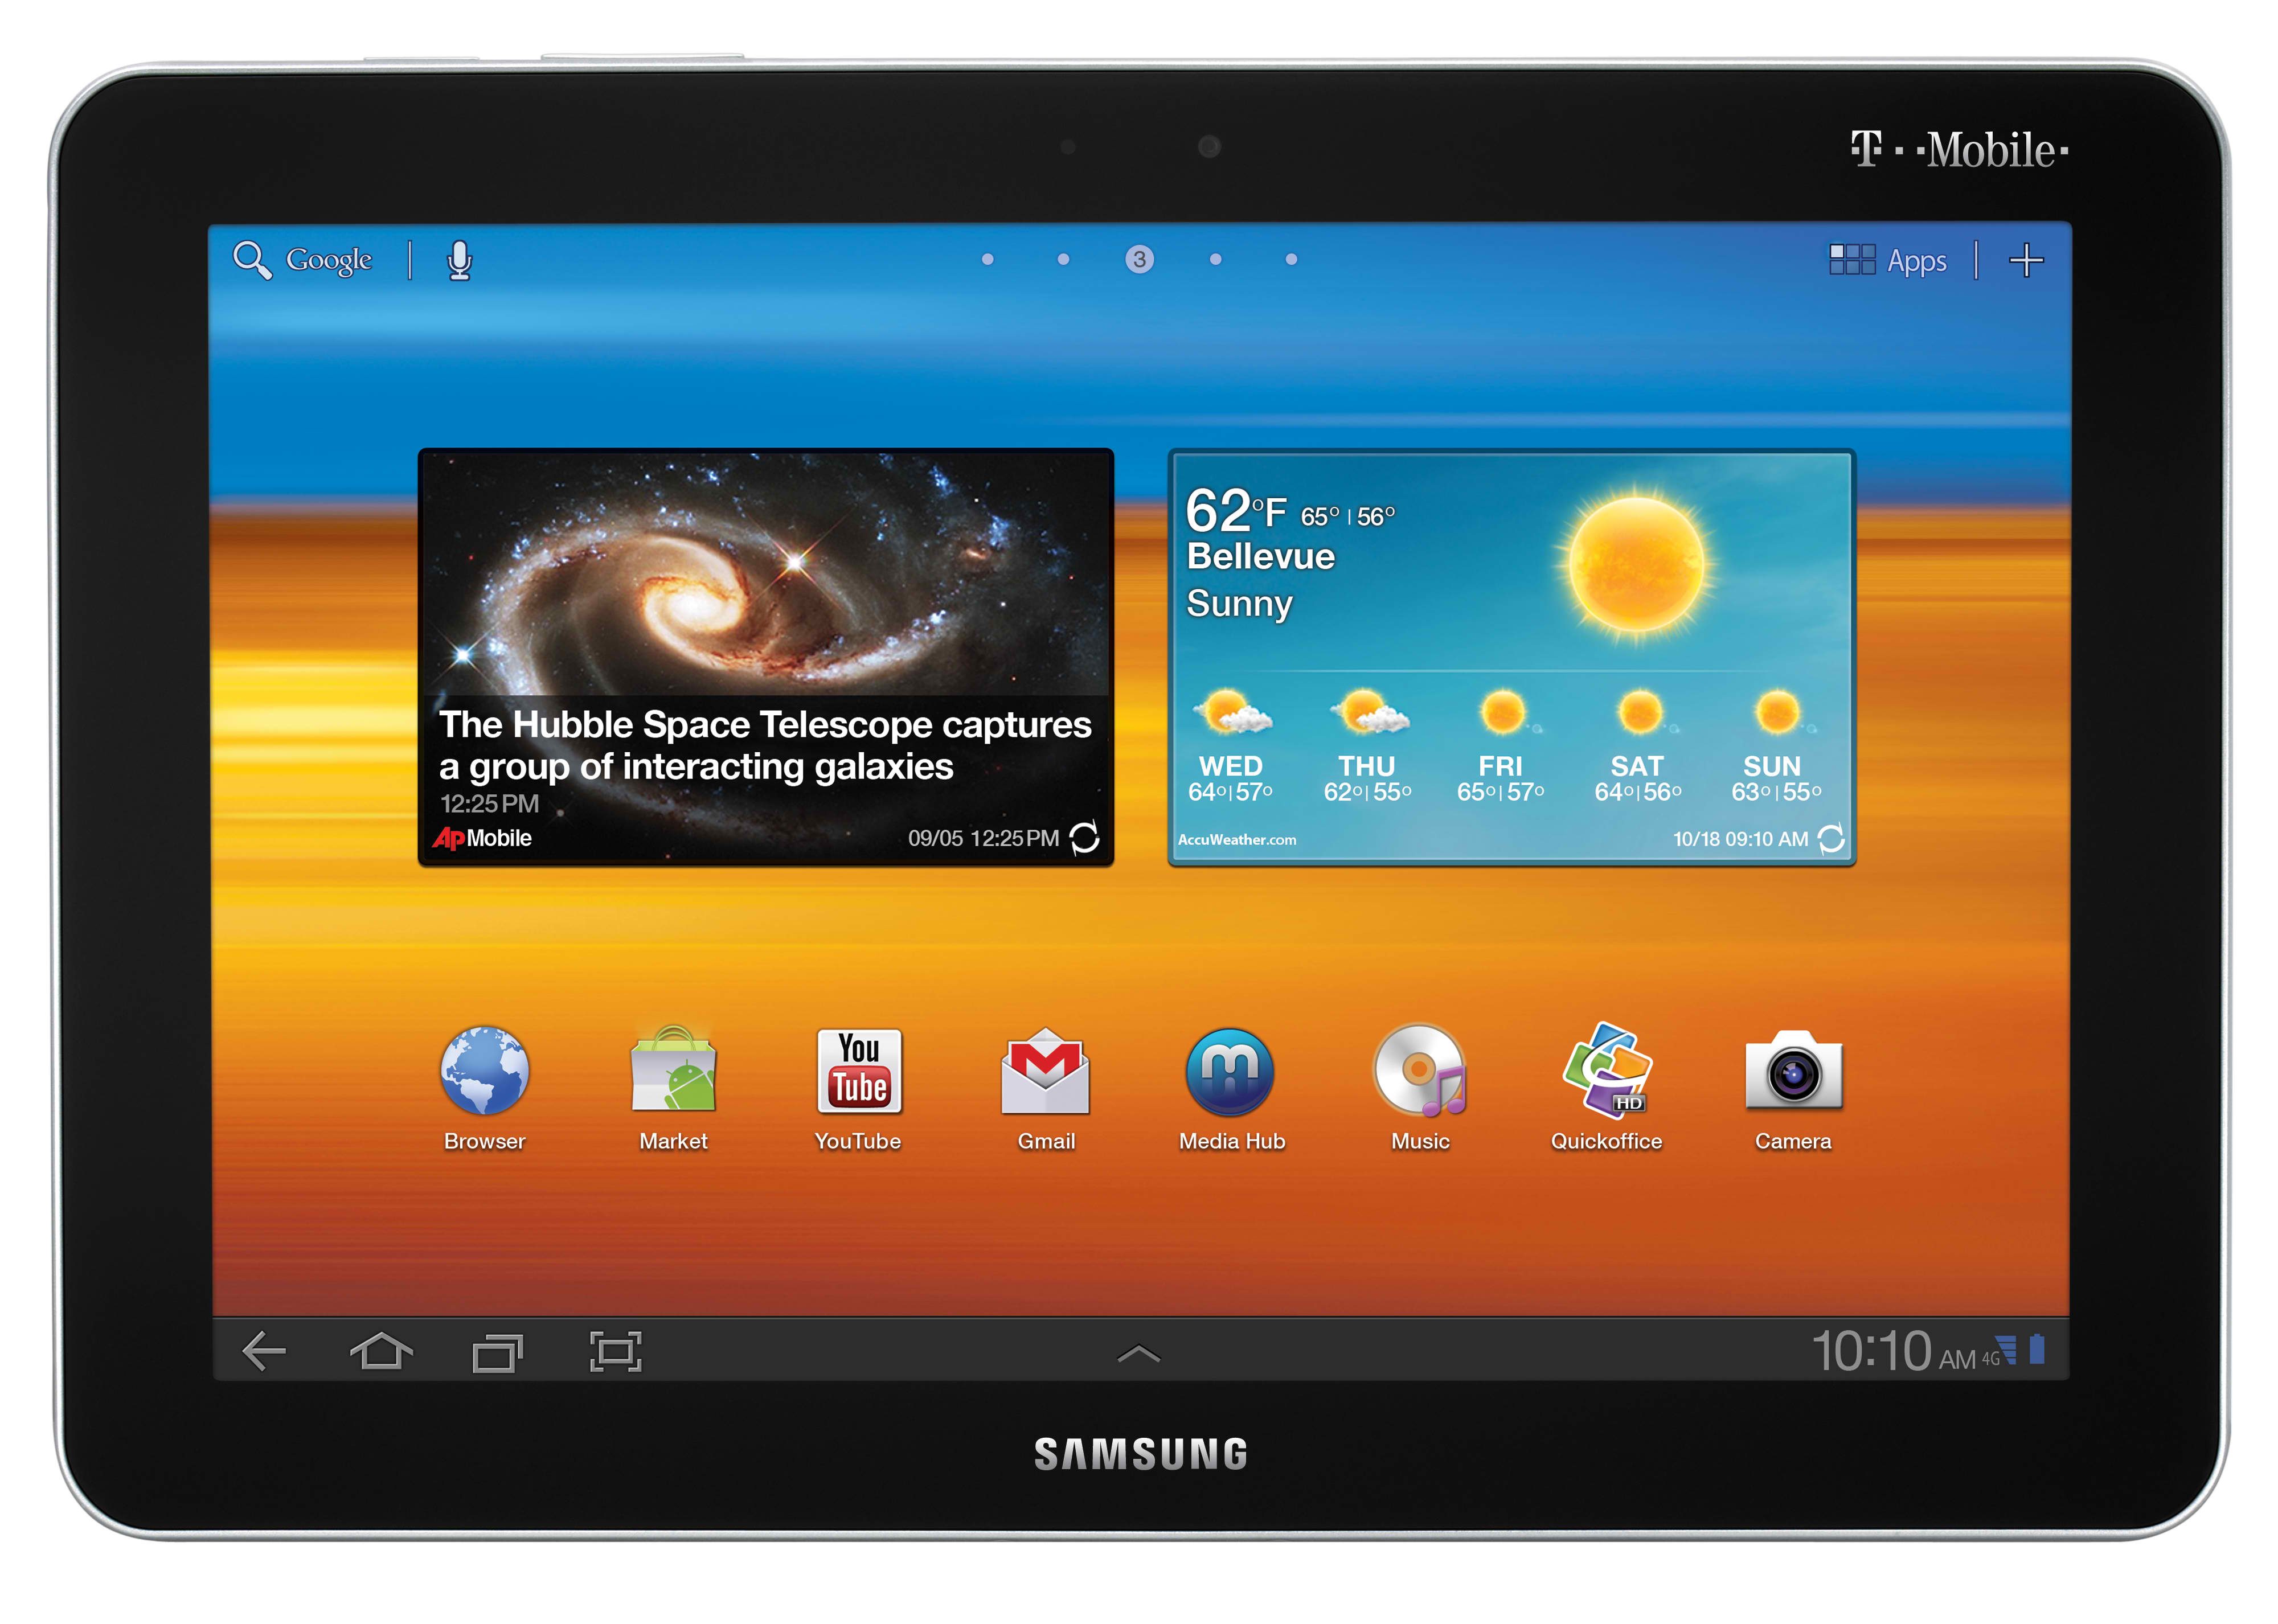 T··Mobile·
Google
3
Apps
62°F 65° | 56°
Bellevue
Sunny
The Hubble Space Telescope captures
a group of interacting galaxies
12:25 PM
AP Mobile
09/05 12:25 PM
WED THU FRI SAT SUN
64°|57° 62°|55° 65°|57° 64°|56° 63°|55°
AccuWeather.com
10/18 09:10 AM
You
Tube
m
HD
Browser Market YouTube Gmail Media Hub Music Quickoffice Camera
10:10 AM 4G
SAMSUNG